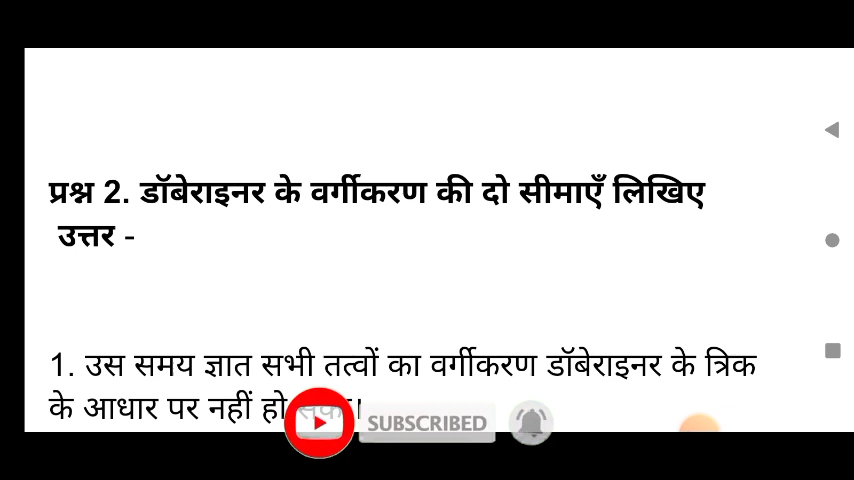 प्रश्न 2. डॉबेराइनर के वर्गीकरण की दो सीमाएँ लिखिए
उत्तर -
1. उस समय ज्ञात सभी तत्वों का वर्गीकरण डॉबेराइनर के त्रिक
के आधार पर नहीं हो सका।
SUBSCRIBED